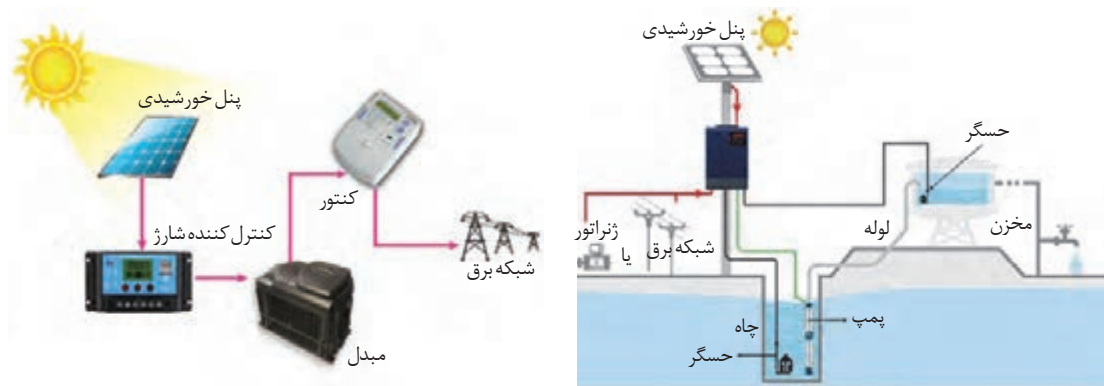 پنل خورشیدی
حسگر
مخزن
لوله
شبکه برق
یا
ژنراتور
پمپ
چاه
حسگر
پنل خورشیدی
کنتور
کنترل کننده شارژ
شبکه برق
مبدل